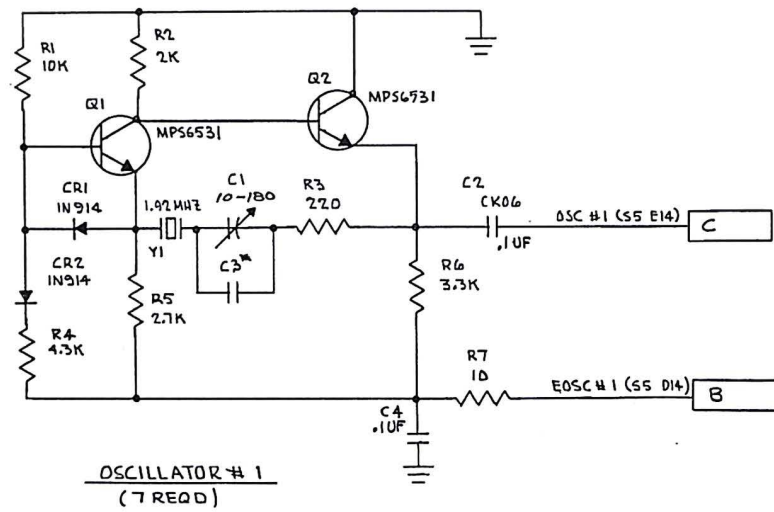 R1
10K
R2
2K
Q1
MPS6531
Q2
MPS6531
CR1
1N914
1.92 MHZ
Y1
C1
10-180
C3*
R3
220
C2
CK06
.1UF
OSC #1 (S5 E14)
C
CR2
1N914
R4
4.3K
R5
2.7K
R6
3.3K
R7
10
EOSC #1 (S5 D14)
B
C4
.1UF
OSCILLATOR # 1
(7 REQD)